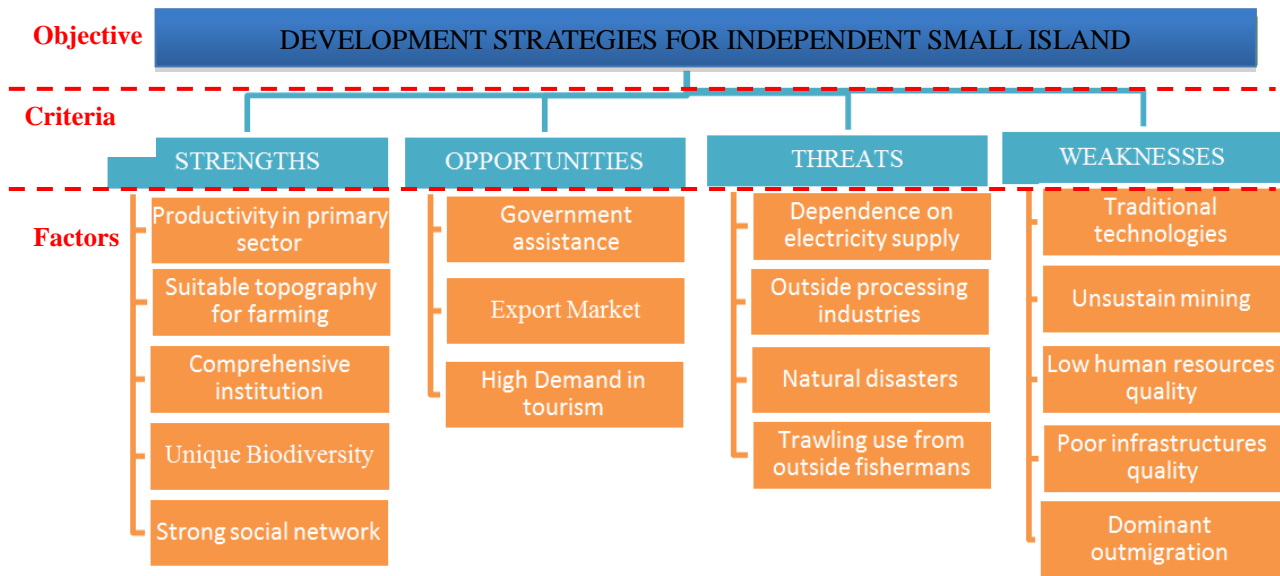 Objective
DEVELOPMENT STRATEGIES FOR INDEPENDENT SMALL ISLAND
Criteria
STRENGTHS
OPPORTUNITIES
THREATS
WEAKNESSES
Factors
Productivity in primary
sector
Suitable topography
for farming
Comprehensive
institution
Unique Biodiversity
Strong social network
Government
assistance
Export Market
High Demand in
tourism
Dependence on
electricity supply
Outside processing
industries
Natural disasters
Trawling use from
outside fishermans
Traditional
technologies
Unsustain mining
Low human resources
quality
Poor infrastructures
quality
Dominant
outmigration